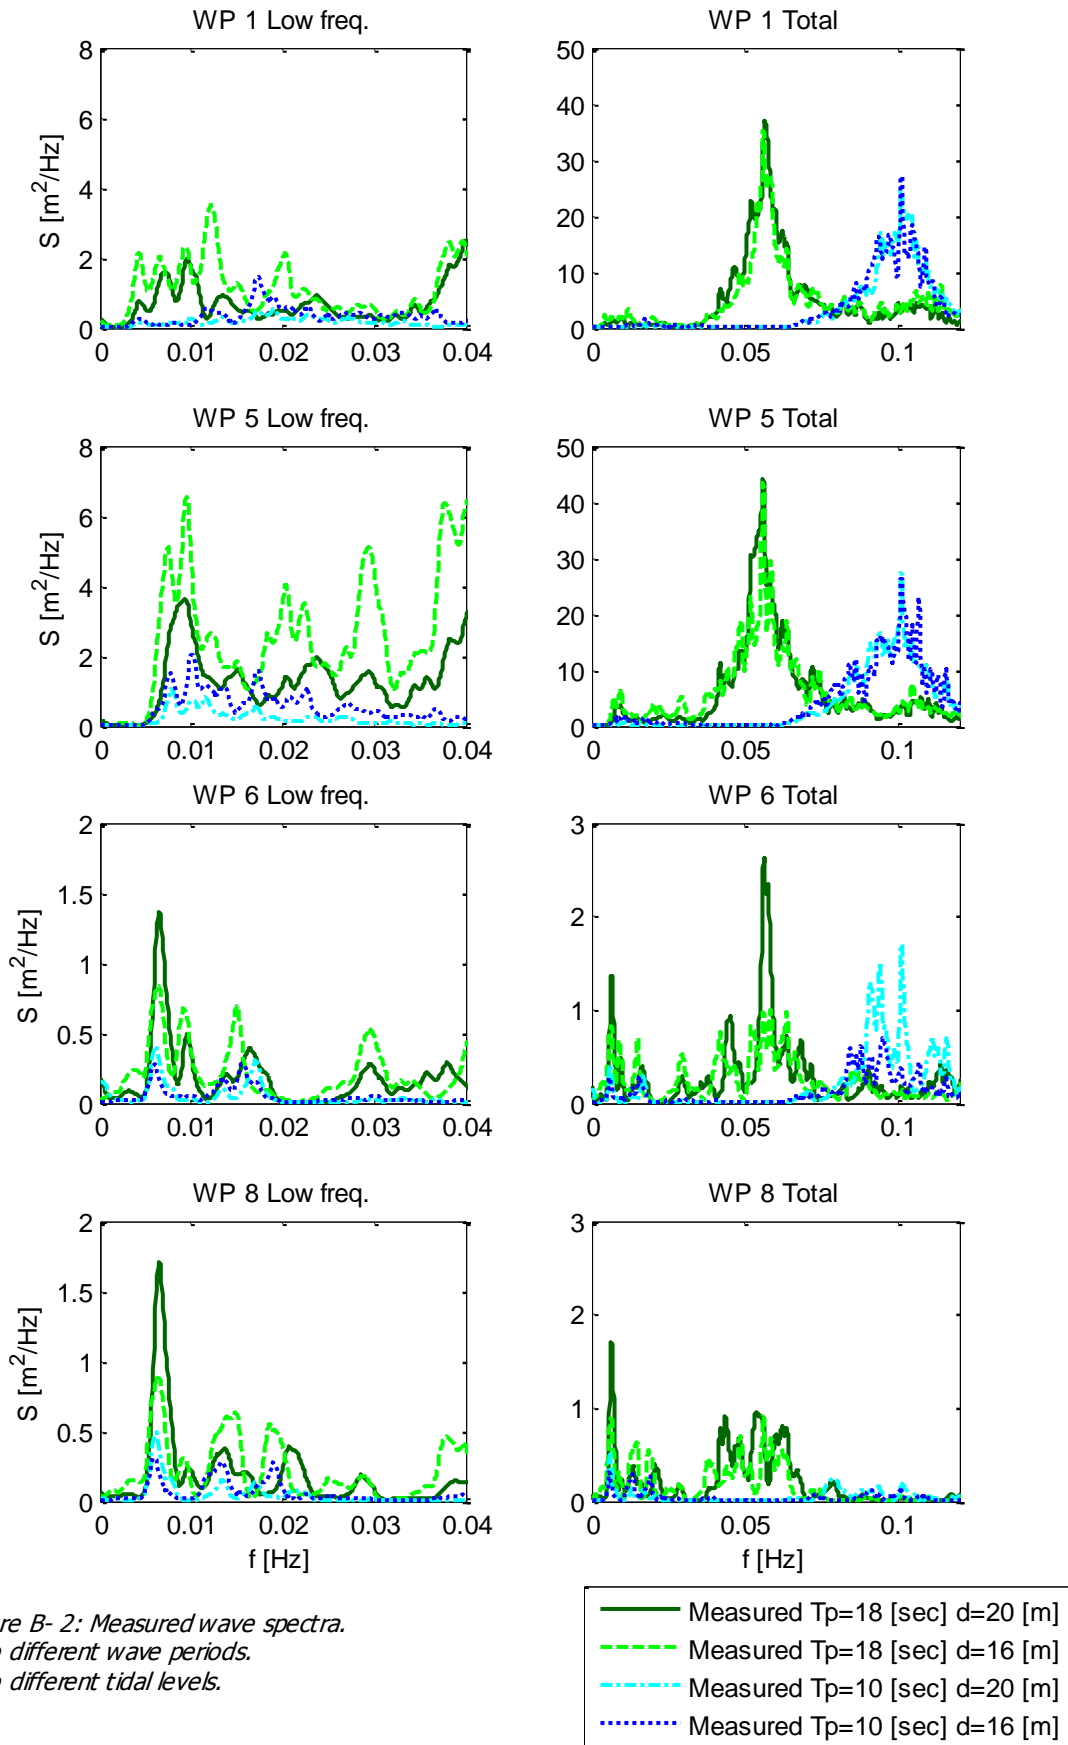 WP 1 Low freq.
WP 1 Total
8
6
4
2
0
S [m²/Hz]
0 0.01 0.02 0.03 0.04
50
40
30
20
10
0
0 0.05 0.1
WP 5 Low freq.
WP 5 Total
8
6
4
2
0
S [m²/Hz]
0 0.01 0.02 0.03 0.04
50
40
30
20
10
0
0 0.05 0.1
WP 6 Low freq.
WP 6 Total
2
1.5
1
0.5
0
S [m²/Hz]
0 0.01 0.02 0.03 0.04
3
2
1
0
0 0.05 0.1
WP 8 Low freq.
WP 8 Total
2
1.5
1
0.5
0
S [m²/Hz]
0 0.01 0.02 0.03 0.04
f [Hz]
3
2
1
0
0 0.05 0.1
f [Hz]
re B- 2: Measured wave spectra.
different wave periods.
different tidal levels.
Measured Tp=18 [sec] d=20 [m]
Measured Tp=18 [sec] d=16 [m]
Measured Tp=10 [sec] d=20 [m]
Measured Tp=10 [sec] d=16 [m]